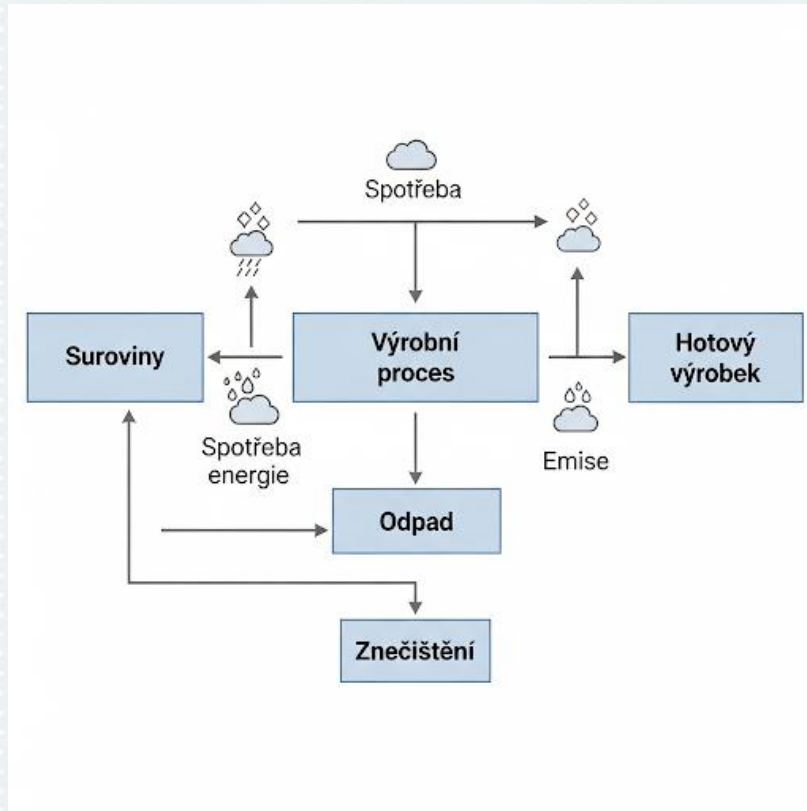 Spotřeba
Suroviny
Výrobní
proces
Hotový
výrobek
Spotřeba
energie
Emise
Odpad
Znečištění